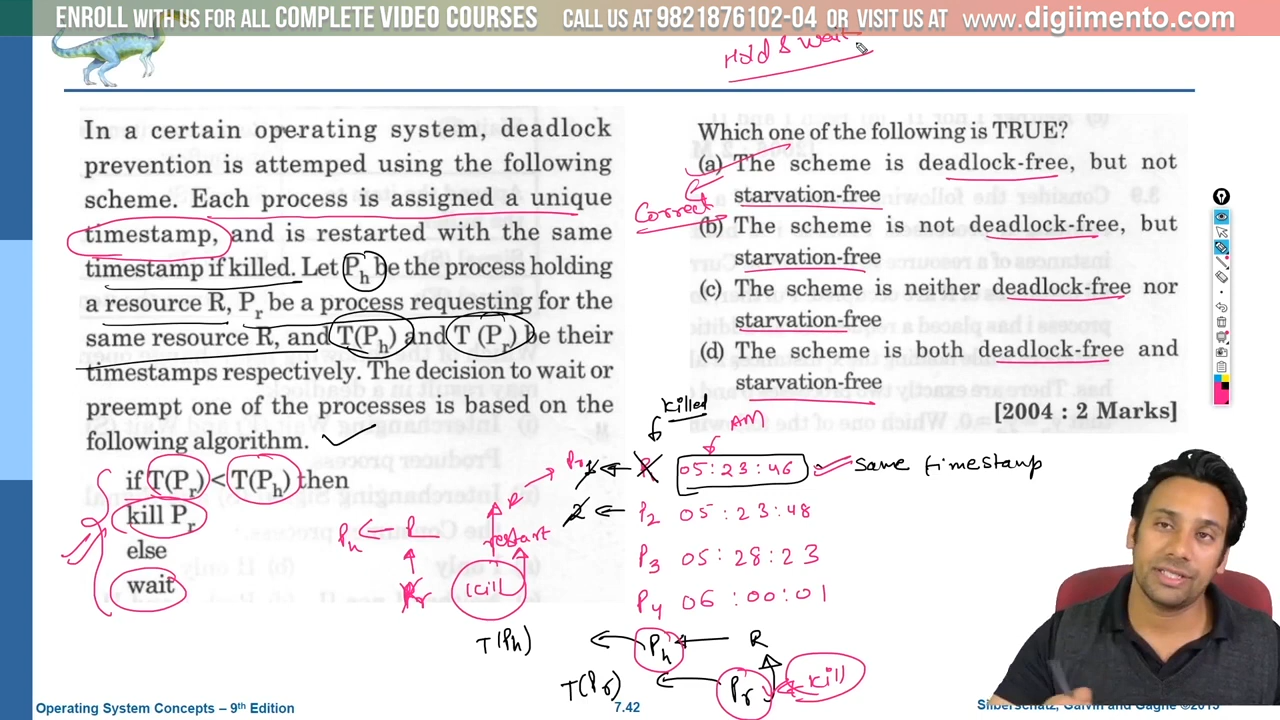 ENROLL WITH US FOR ALL COMPLETE VIDEO COURSES CALL US AT 9821876102-04 OR VISIT US AT www.digiimento.com
Hold & wait
In a certain operating system, deadlock
prevention is attemped using the following
scheme. Each process is assigned a unique
timestamp, and is restarted with the same
timestamp if killed. Let Ph be the process holding
a resource R, Pr be a process requesting for the
same resource R, and T(Ph) and T (Pr) be their
timestamps respectively. The decision to wait or
preempt one of the processes is based on the
following algorithm.
if T(Pr) < T(Ph) then
kill Pr
else
wait
Which one of the following is TRUE?
(a) The scheme is deadlock-free, but not
starvation-free
Correct
(b) The scheme is not deadlock-free, but
starvation-free
(c) The scheme is neither deadlock-free nor
starvation-free
(d) The scheme is both deadlock-free and
starvation-free
[2004 : 2 Marks]
Killed
AM
Pr 1 P1 05:23:46 same timestamp
R
2 P2 05:23:48
Ph R restart
P3 05:28:23
Pr kill
P4 06:00:01
T(Ph) Ph R
T(Pr) Pr kill
Operating System Concepts – 9th Edition
7.42
Silberschatz, Galvin and Gagne ©2013